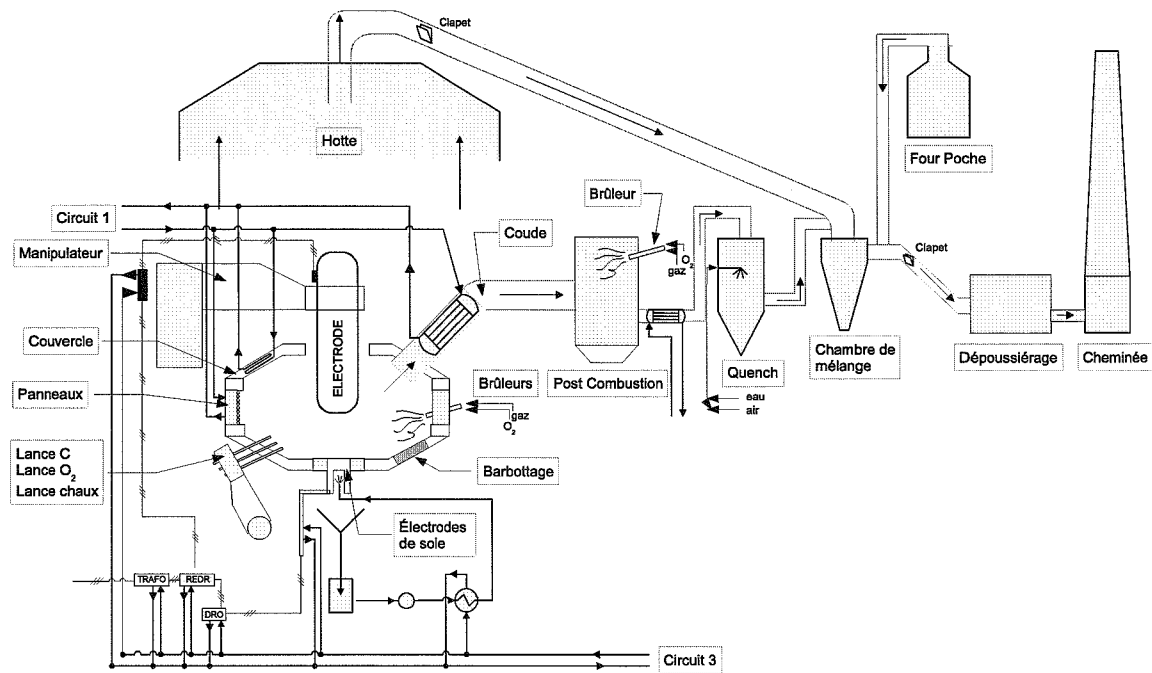 Clapet
Hotte
Four Poche
Circuit 1
Manipulateur
Coude
Brûleur
O2
gaz
Clapet
ELECTRODE
Couvercle
Panneaux
Brûleurs
gaz
O2
Post Combustion
Quench
eau
air
Chambre de
mélange
Dépoussiérage
Cheminée
Lance C
Lance O2
Lance chaux
Barbottage
Électrodes
de sole
TRAFO
REDR
DRO
Circuit 3